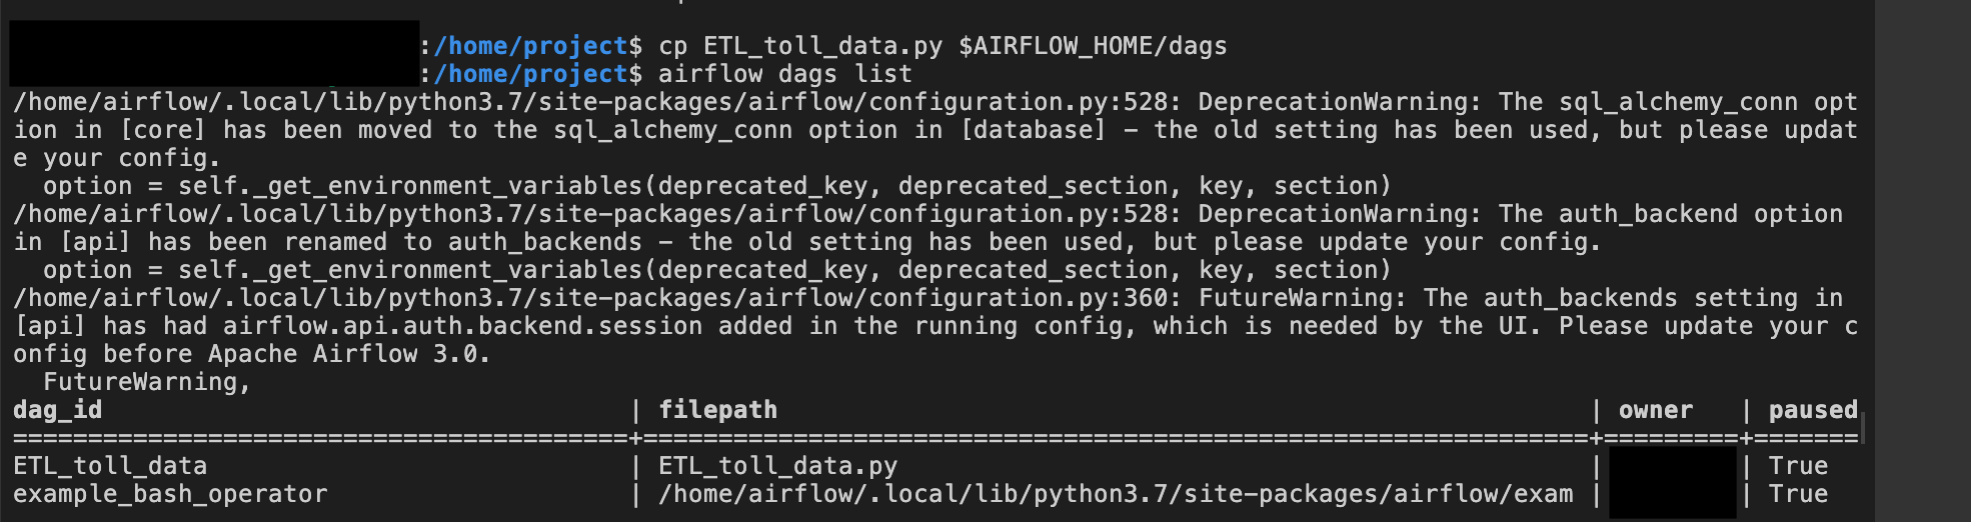 :/home/project$ cp ETL_toll_data.py $AIRFLOW_HOME/dags
:/home/project$ airflow dags list
/home/airflow/.local/lib/python3.7/site-packages/airflow/configuration.py:528: DeprecationWarning: The sql_alchemy_conn opt
ion in [core] has been moved to the sql_alchemy_conn option in [database] – the old setting has been used, but please updat
e your config.
  option = self._get_environment_variables(deprecated_key, deprecated_section, key, section)
/home/airflow/.local/lib/python3.7/site-packages/airflow/configuration.py:528: DeprecationWarning: The auth_backend option
in [api] has been renamed to auth_backends – the old setting has been used, but please update your config.
  option = self._get_environment_variables(deprecated_key, deprecated_section, key, section)
/home/airflow/.local/lib/python3.7/site-packages/airflow/configuration.py:360: FutureWarning: The auth_backends setting in
[api] has had airflow.api.auth.backend.session added in the running config, which is needed by the UI. Please update your c
onfig before Apache Airflow 3.0.
  FutureWarning,
dag_id | filepath | owner | paused
=========================================+===============================================================+=========+=======
ETL_toll_data | ETL_toll_data.py | | True
example_bash_operator | /home/airflow/.local/lib/python3.7/site-packages/airflow/exam | | True